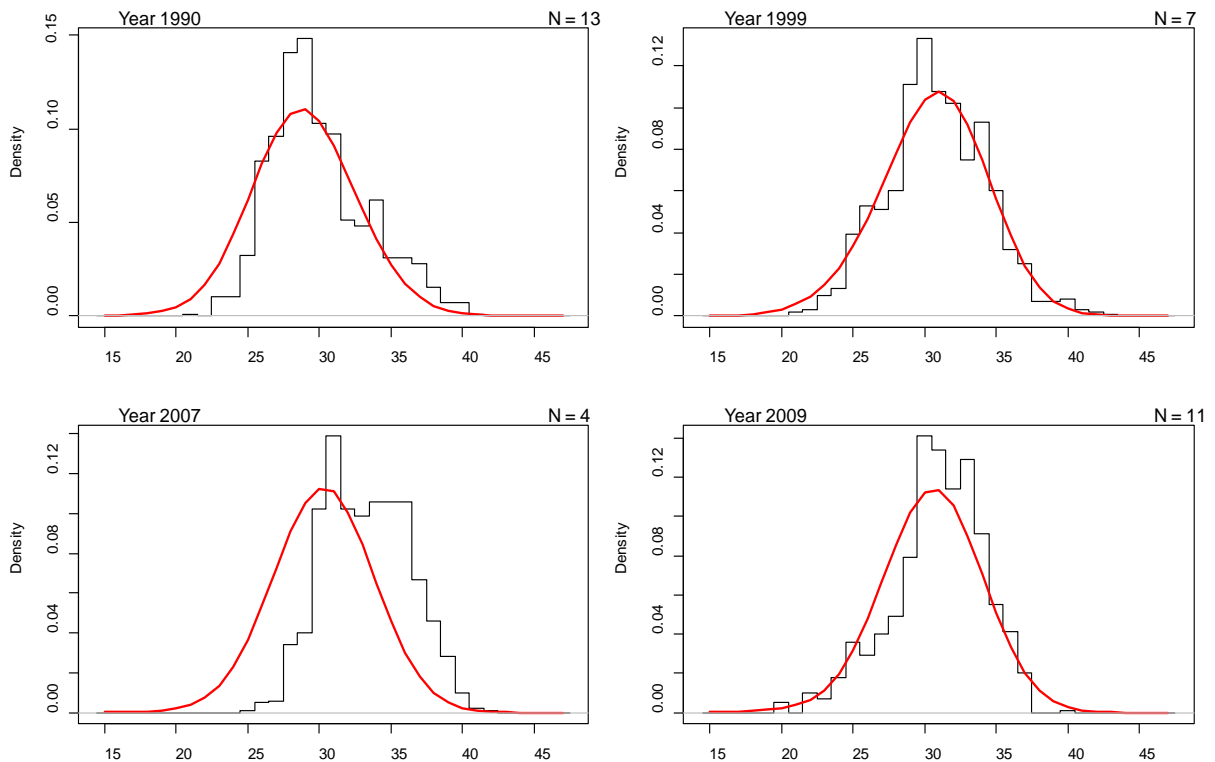 Year 1990 N = 13
Density
0.00 0.05 0.10 0.15
15 20 25 30 35 40 45
Year 1999 N = 7
Density
0.00 0.04 0.08 0.12
15 20 25 30 35 40 45
Year 2007 N = 4
Density
0.00 0.04 0.08 0.12
15 20 25 30 35 40 45
Year 2009 N = 11
Density
0.00 0.04 0.08 0.12
15 20 25 30 35 40 45